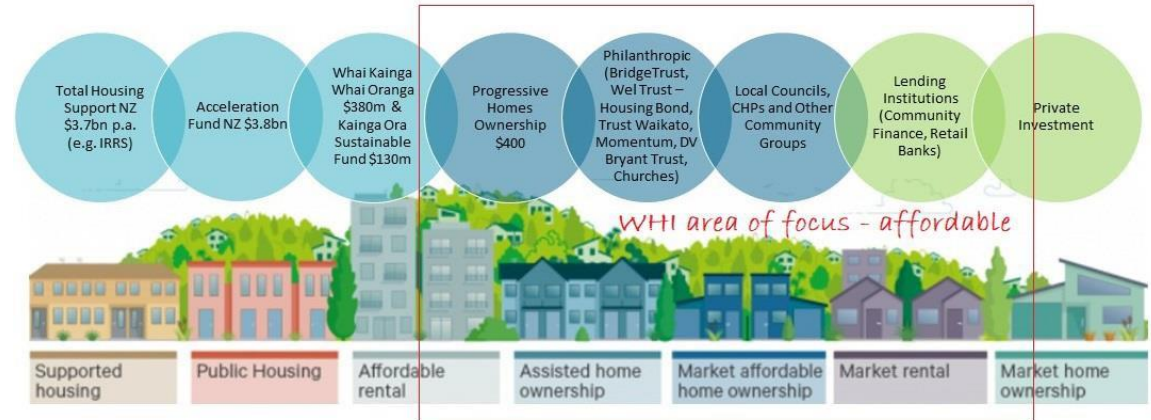 Total Housing
Support NZ
$3.7bn p.a.
(e.g. IRRS)
Acceleration
Fund NZ $3.8bn
Whai Kainga
Whai Oranga
$380m &
Kainga Ora
Sustainable
Fund $130m
Progressive
Homes
Ownership
$400
Philanthropic
(BridgeTrust,
Wel Trust –
Housing Bond,
Trust Waikato,
Momentum, DV
Bryant Trust,
Churches)
Local Councils,
CHPs and Other
Community
Groups
Lending
Institutions
(Community
Finance, Retail
Banks)
Private
Investment
WHI area of focus - affordable
Supported
housing
Public Housing
Affordable
rental
Assisted home
ownership
Market affordable
home ownership
Market rental
Market home
ownership